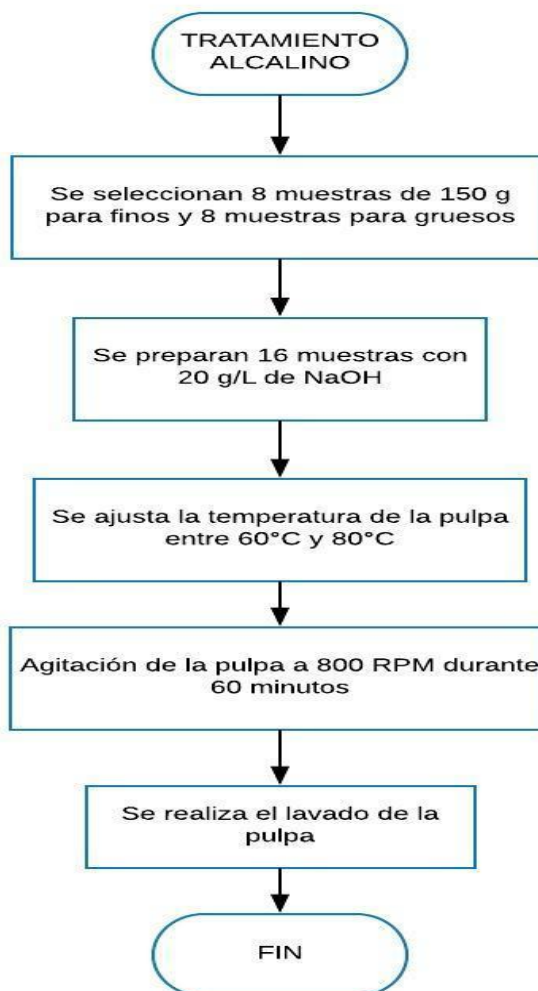 TRATAMIENTO
ALCALINO
Se seleccionan 8 muestras de 150 g
para finos y 8 muestras para gruesos
Se preparan 16 muestras con
20 g/L de NaOH
Se ajusta la temperatura de la pulpa
entre 60°C y 80°C
Agitación de la pulpa a 800 RPM durante
60 minutos
Se realiza el lavado de la
pulpa
FIN